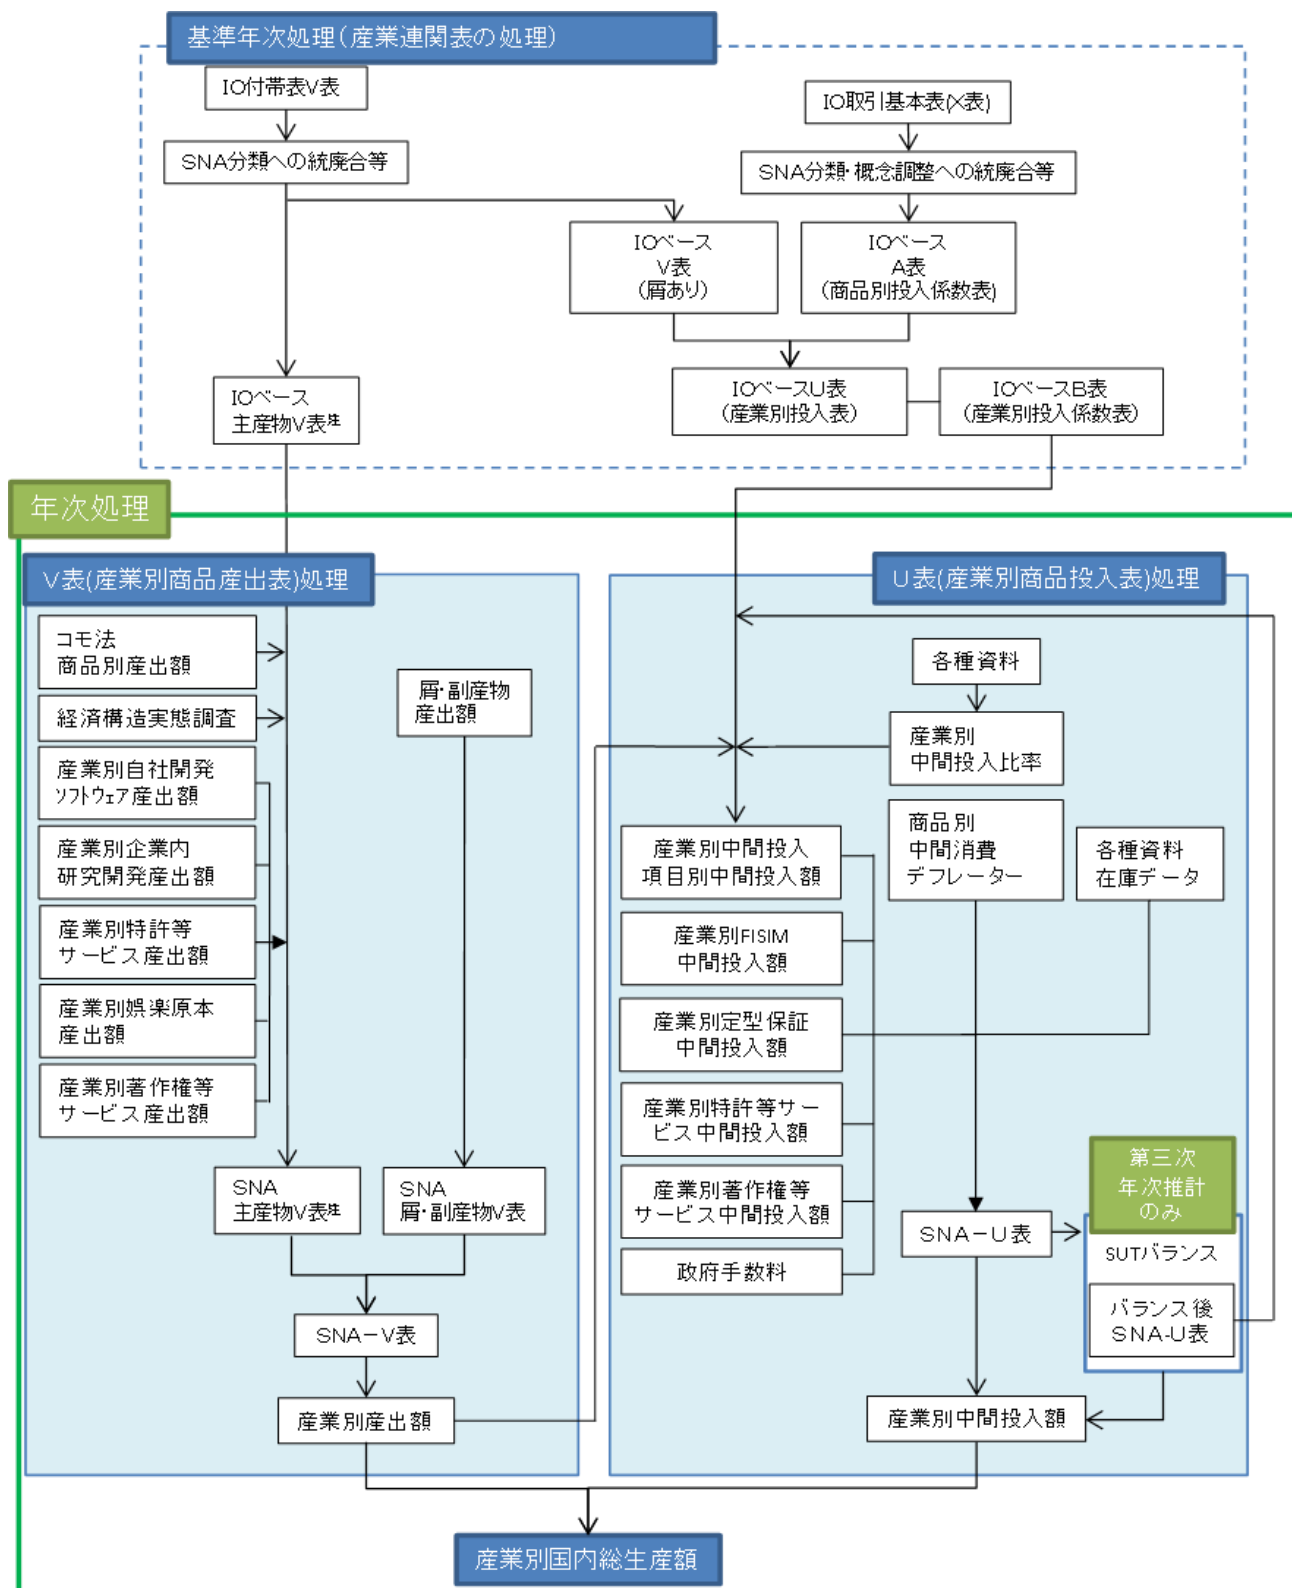 基準年次処理(産業連関表の処理)
IO付帯表V表
IO取引基本表(X表)
SNA分類への統廃合等
SNA分類・概念調整への統廃合等
IOベース
V表
(屑あり)
IOベース
A表
(商品別投入係数表)
IOベース
主産物V表注
IOベースU表
(産業別投入表)
IOベースB表
(産業別投入係数表)
年次処理
V表(産業別商品産出表)処理
コモ法
商品別産出額
経済構造実態調査
産業別自社開発
ソフトウェア産出額
産業別企業内
研究開発産出額
産業別特許等
サービス産出額
産業別娯楽原本
産出額
産業別著作権等
サービス産出額
屑・副産物
産出額
SNA
主産物V表注
SNA
屑・副産物V表
SNA-V表
産業別産出額
U表(産業別商品投入表)処理
各種資料
産業別
中間投入比率
商品別
中間消費
デフレーター
各種資料
在庫データ
産業別中間投入
項目別中間投入額
産業別FISIM
中間投入額
産業別定型保証
中間投入額
産業別特許等サー
ビス中間投入額
産業別著作権等
サービス中間投入額
政府手数料
第三次
年次推計
のみ
SNA-U表
SUTバランス
バランス後
SNA-U表
産業別中間投入額
産業別国内総生産額